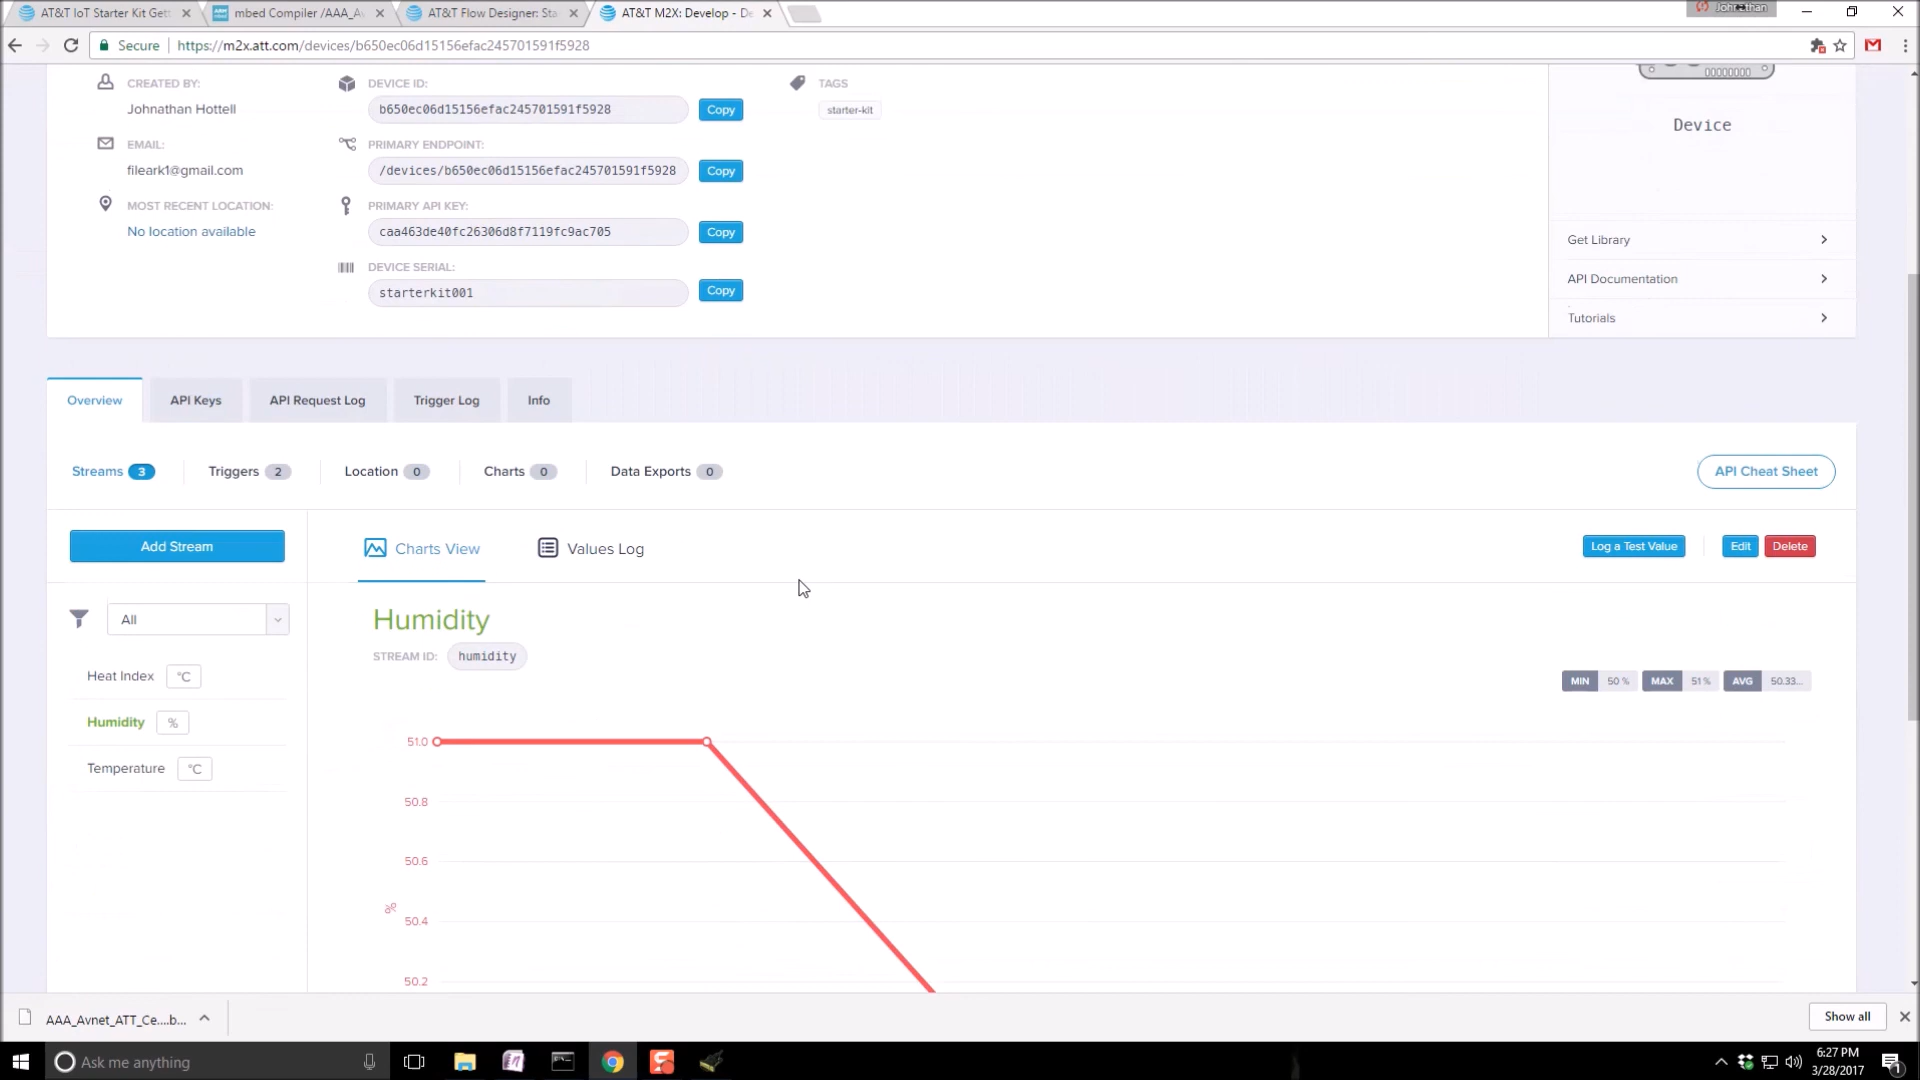 AT&T IoT Starter Kit Gett
mbed Compiler /AAA_A
AT&T Flow Designer: Sta
AT&T M2X: Develop - De
Johnathan
Secure
https://m2x.att.com/devices/b650ec06d15156efac245701591f5928
CREATED BY:
Johnathan Hottell
EMAIL:
fileark1@gmail.com
MOST RECENT LOCATION:
No location available
DEVICE ID:
b650ec06d15156efac245701591f5928 Copy
PRIMARY ENDPOINT:
/devices/b650ec06d15156efac245701591f5928 Copy
PRIMARY API KEY:
caa463de40fc26306d8f7119fc9ac705 Copy
DEVICE SERIAL:
starterkit001 Copy
TAGS
starter-kit
00000000
Device
Get Library
API Documentation
Tutorials
Overview API Keys API Request Log Trigger Log Info
Streams 3 Triggers 2 Location 0 Charts 0 Data Exports 0 API Cheat Sheet
Add Stream Charts View Values Log Log a Test Value Edit Delete
All
Heat Index °C
Humidity %
Temperature °C
Humidity
STREAM ID: humidity
MIN 50 % MAX 51 % AVG 50.33...
51.0
50.8
50.6
%
50.4
50.2
AAA_Avnet_ATT_Ce....b...
Show all
Ask me anything
6:27 PM
3/28/2017
1